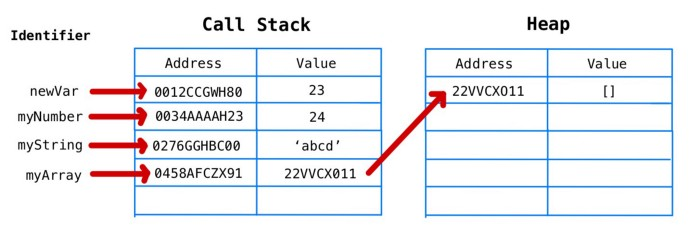 Call Stack
Heap
Identifier
Address Value
Address Value
newVar 0012CCGWH80 23
22VVCXO11 []
myNumber 0034AAAAH23 24
myString 0276GGHBC00 ‘abcd’
myArray 0458AFCZX91 22VVCX011